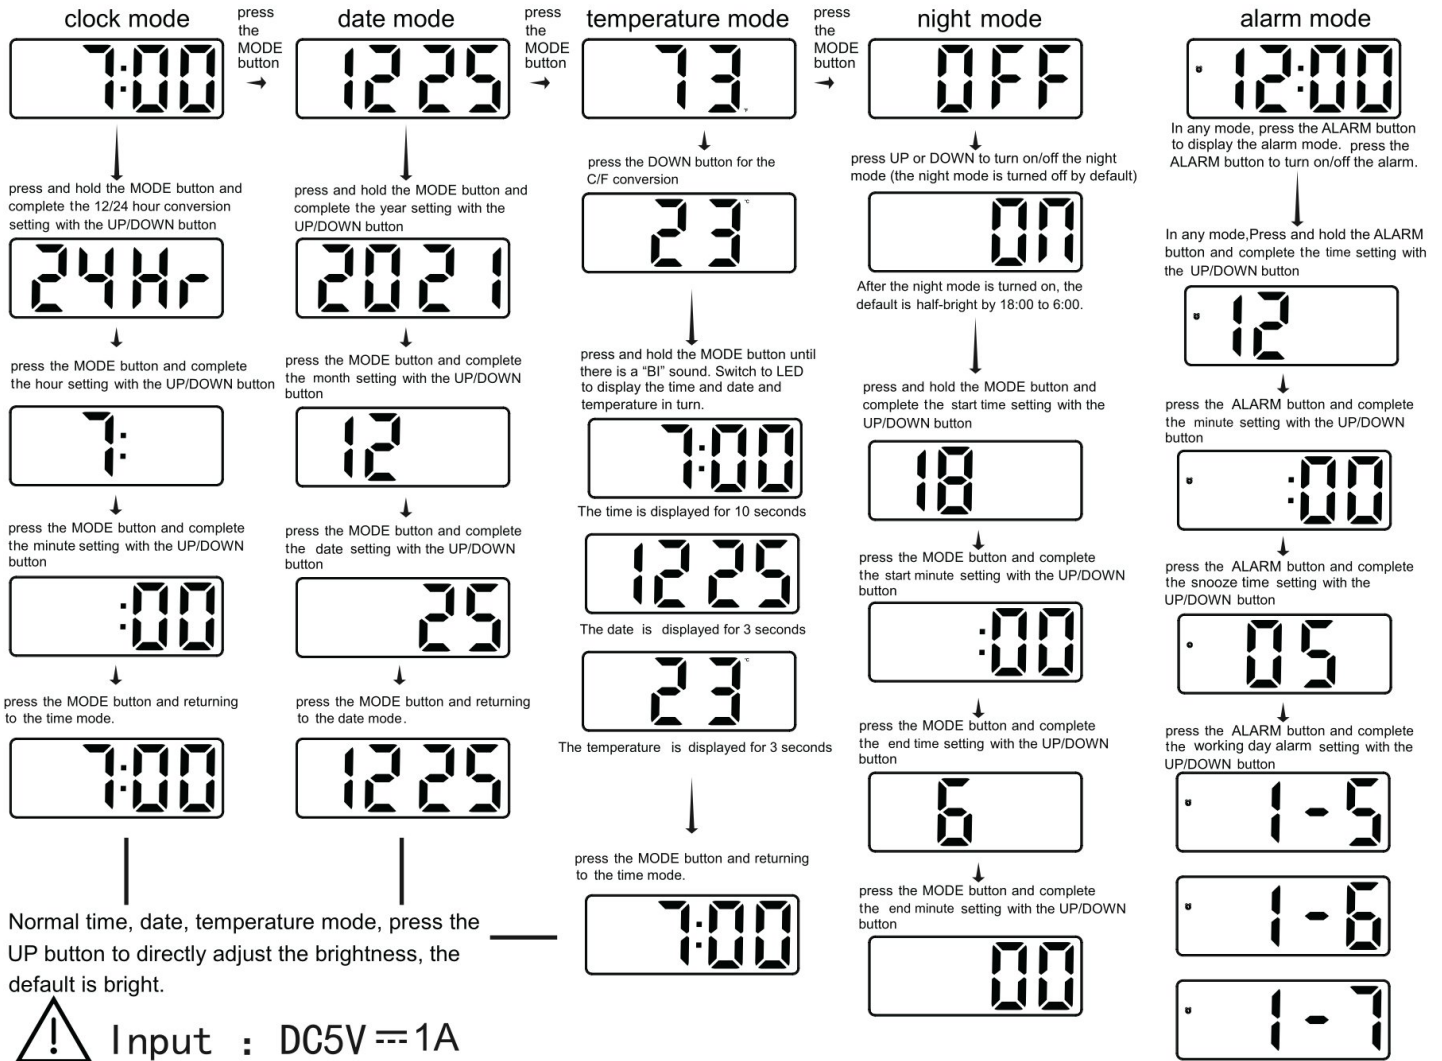 clock mode
press
the
MODE
button
date mode
press
the
MODE
button
temperature mode
press
the
MODE
button
night mode
alarm mode
7:00
press and hold the MODE button and
complete the 12/24 hour conversion
setting with the UP/DOWN button
24Hr
press the MODE button and complete
the hour setting with the UP/DOWN button
7:
press the MODE button and complete
the minute setting with the UP/DOWN
button
:00
press the MODE button and returning
to the time mode.
7:00
1225
press and hold the MODE button and
complete the year setting with the
UP/DOWN button
2021
press the MODE button and complete
the month setting with the UP/DOWN
button
12
press the MODE button and complete
the date setting with the UP/DOWN
button
25
press the MODE button and returning
to the date mode.
1225
73 °F
press the DOWN button for the
C/F conversion
23 °C
press and hold the MODE button until
there is a “BI” sound. Switch to LED
to display the time and date and
temperature in turn.
7:00
The time is displayed for 10 seconds
1225
The date is displayed for 3 seconds
23 °C
The temperature is displayed for 3 seconds
press the MODE button and returning
to the time mode.
7:00
OFF
press UP or DOWN to turn on/off the night
mode (the night mode is turned off by default)
ON
After the night mode is turned on, the
default is half-bright by 18:00 to 6:00.
press and hold the MODE button and
complete the start time setting with the
UP/DOWN button
18
press the MODE button and complete
the start minute setting with the UP/DOWN
button
:00
press the MODE button and complete
the end time setting with the UP/DOWN
button
6
press the MODE button and complete
the end minute setting with the UP/DOWN
button
00
12:00
In any mode, press the ALARM button
to display the alarm mode. press the
ALARM button to turn on/off the alarm.
In any mode,Press and hold the ALARM
button and complete the time setting with
the UP/DOWN button
12
press the ALARM button and complete
the minute setting with the UP/DOWN
button
:00
press the ALARM button and complete
the snooze time setting with the
UP/DOWN button
05
press the ALARM button and complete
the working day alarm setting with the
UP/DOWN button
1-5
1-6
1-7
Normal time, date, temperature mode, press the
UP button to directly adjust the brightness, the
default is bright.
! Input : DC5V⎓1A